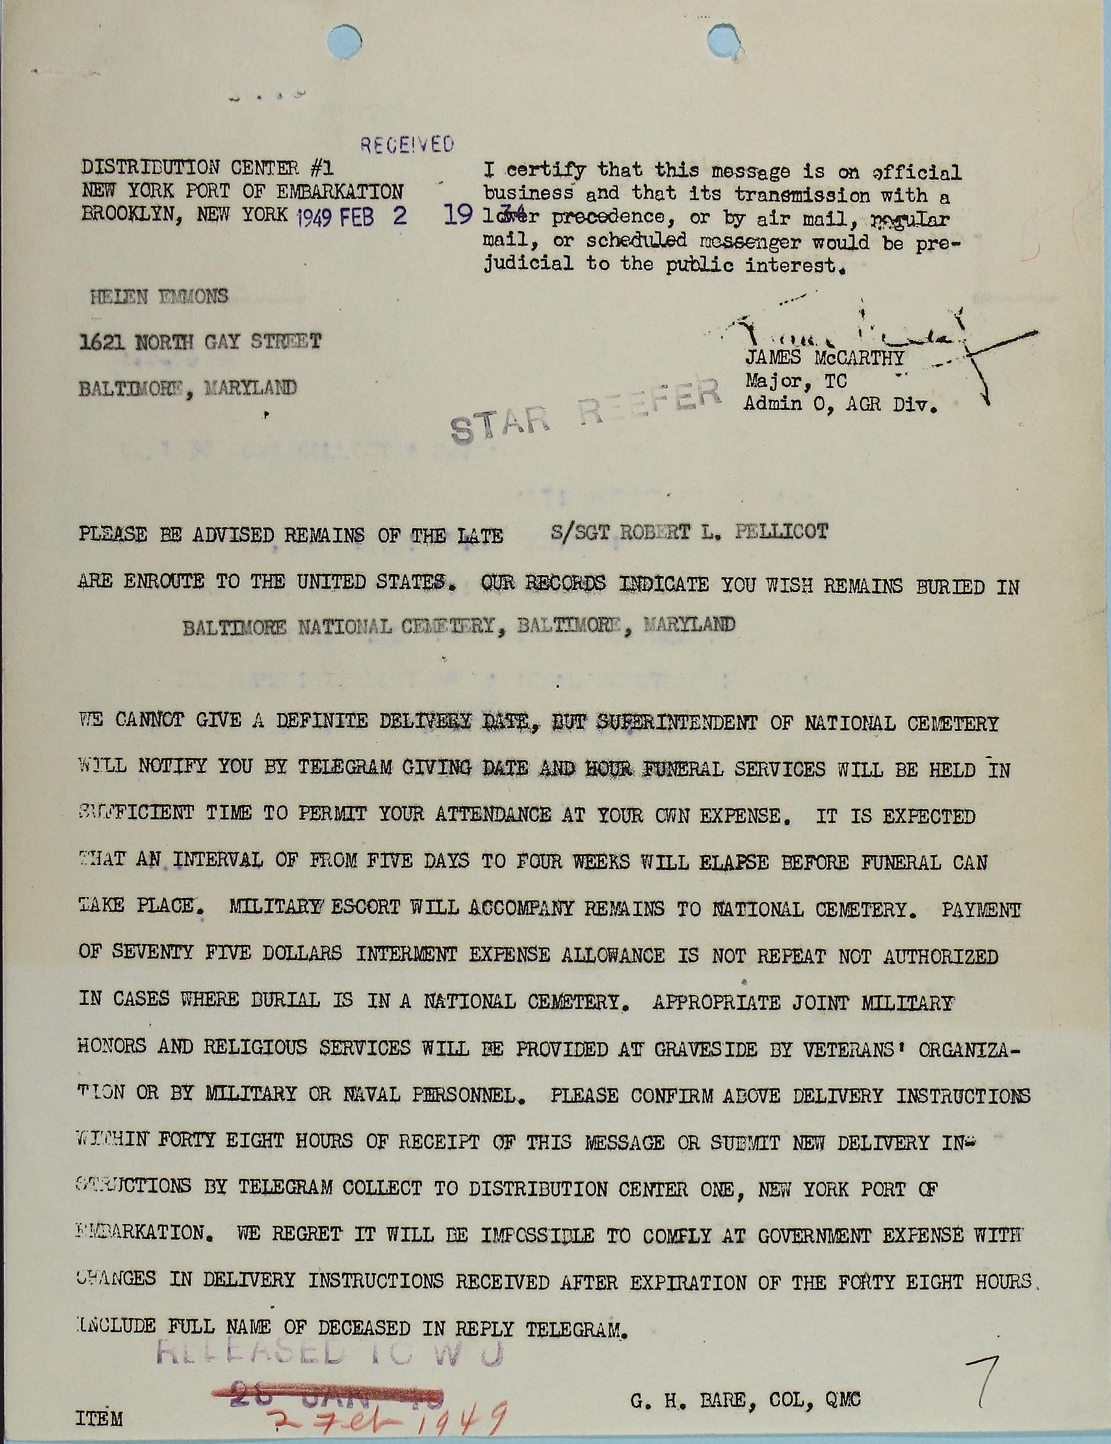 RECEIVED
DISTRIBUTION CENTER #1
NEW YORK PORT OF EMBARKATION
BROOKLYN, NEW YORK 1949 FEB 2 19 34
I certify that this message is on official
business and that its transmission with a
lower precedence, or by air mail, regular
mail, or scheduled messenger would be pre-
judicial to the public interest.
HELEN EMMONS
1621 NORTH GAY STREET
BALTIMORE, MARYLAND
JAMES McCARTHY
Major, TC
Admin O, AGR Div.
STAR REEFER
PLEASE BE ADVISED REMAINS OF THE LATE S/SGT ROBERT L. PELLICOT
ARE ENROUTE TO THE UNITED STATES. OUR RECORDS INDICATE YOU WISH REMAINS BURIED IN
BALTIMORE NATIONAL CEMETERY, BALTIMORE, MARYLAND
WE CANNOT GIVE A DEFINITE DELIVERY DATE, BUT SUPERINTENDENT OF NATIONAL CEMETERY
WILL NOTIFY YOU BY TELEGRAM GIVING DATE AND HOUR FUNERAL SERVICES WILL BE HELD IN
SUFFICIENT TIME TO PERMIT YOUR ATTENDANCE AT YOUR OWN EXPENSE. IT IS EXPECTED
THAT AN INTERVAL OF FROM FIVE DAYS TO FOUR WEEKS WILL ELAPSE BEFORE FUNERAL CAN
TAKE PLACE. MILITARY ESCORT WILL ACCOMPANY REMAINS TO NATIONAL CEMETERY. PAYMENT
OF SEVENTY FIVE DOLLARS INTERMENT EXPENSE ALLOWANCE IS NOT REPEAT NOT AUTHORIZED
IN CASES WHERE BURIAL IS IN A NATIONAL CEMETERY. APPROPRIATE JOINT MILITARY
HONORS AND RELIGIOUS SERVICES WILL BE PROVIDED AT GRAVESIDE BY VETERANS' ORGANIZA-
TION OR BY MILITARY OR NAVAL PERSONNEL. PLEASE CONFIRM ABOVE DELIVERY INSTRUCTIONS
WITHIN FORTY EIGHT HOURS OF RECEIPT OF THIS MESSAGE OR SUBMIT NEW DELIVERY IN-
STRUCTIONS BY TELEGRAM COLLECT TO DISTRIBUTION CENTER ONE, NEW YORK PORT OF
EMBARKATION. WE REGRET IT WILL BE IMPOSSIBLE TO COMPLY AT GOVERNMENT EXPENSE WITH
CHANGES IN DELIVERY INSTRUCTIONS RECEIVED AFTER EXPIRATION OF THE FORTY EIGHT HOURS.
INCLUDE FULL NAME OF DECEASED IN REPLY TELEGRAM.
RELEASED TO W U
28 JAN 49
2 Feb 1949
G. H. BARE, COL, QMC
7
ITEM